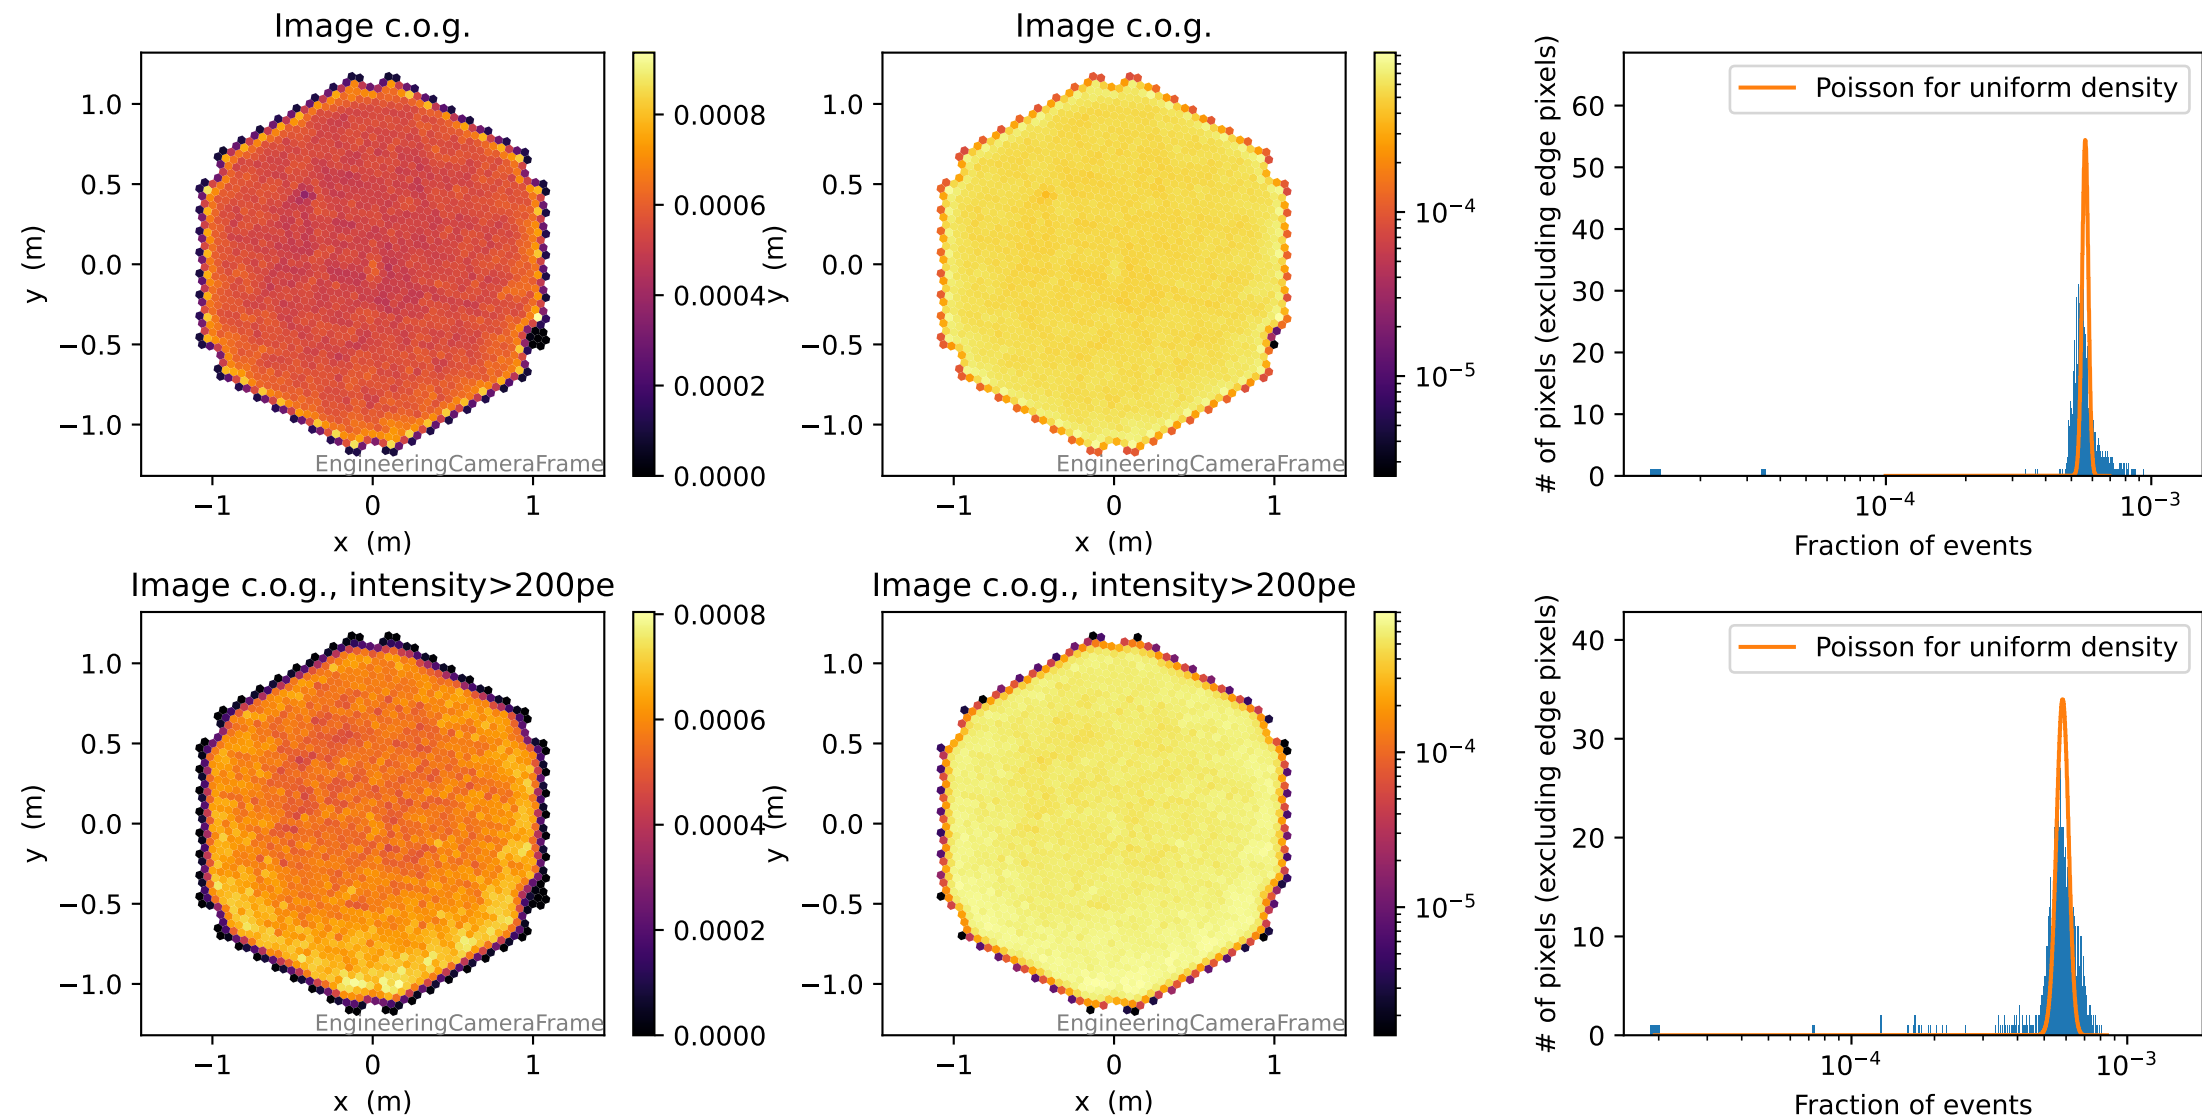 Image c.o.g.
1.0
0.5
0.0
−0.5
−1.0
y (m)
−1
0
1
x (m)
EngineeringCameraFrame
0.0008
0.0006
0.0004
0.0002
0.0000
Image c.o.g.
1.0
0.5
0.0
−0.5
−1.0
y (m)
−1
0
1
x (m)
EngineeringCameraFrame
10⁻⁴
10⁻⁵
Poisson for uniform density
# of pixels (excluding edge pixels)
60
50
40
30
20
10
0
10⁻⁴
10⁻³
Fraction of events
Image c.o.g., intensity>200pe
1.0
0.5
0.0
−0.5
−1.0
y (m)
−1
0
1
x (m)
EngineeringCameraFrame
0.0008
0.0006
0.0004
0.0002
0.0000
Image c.o.g., intensity>200pe
1.0
0.5
0.0
−0.5
−1.0
y (m)
−1
0
1
x (m)
EngineeringCameraFrame
10⁻⁴
10⁻⁵
Poisson for uniform density
# of pixels (excluding edge pixels)
40
30
20
10
0
10⁻⁴
10⁻³
Fraction of events